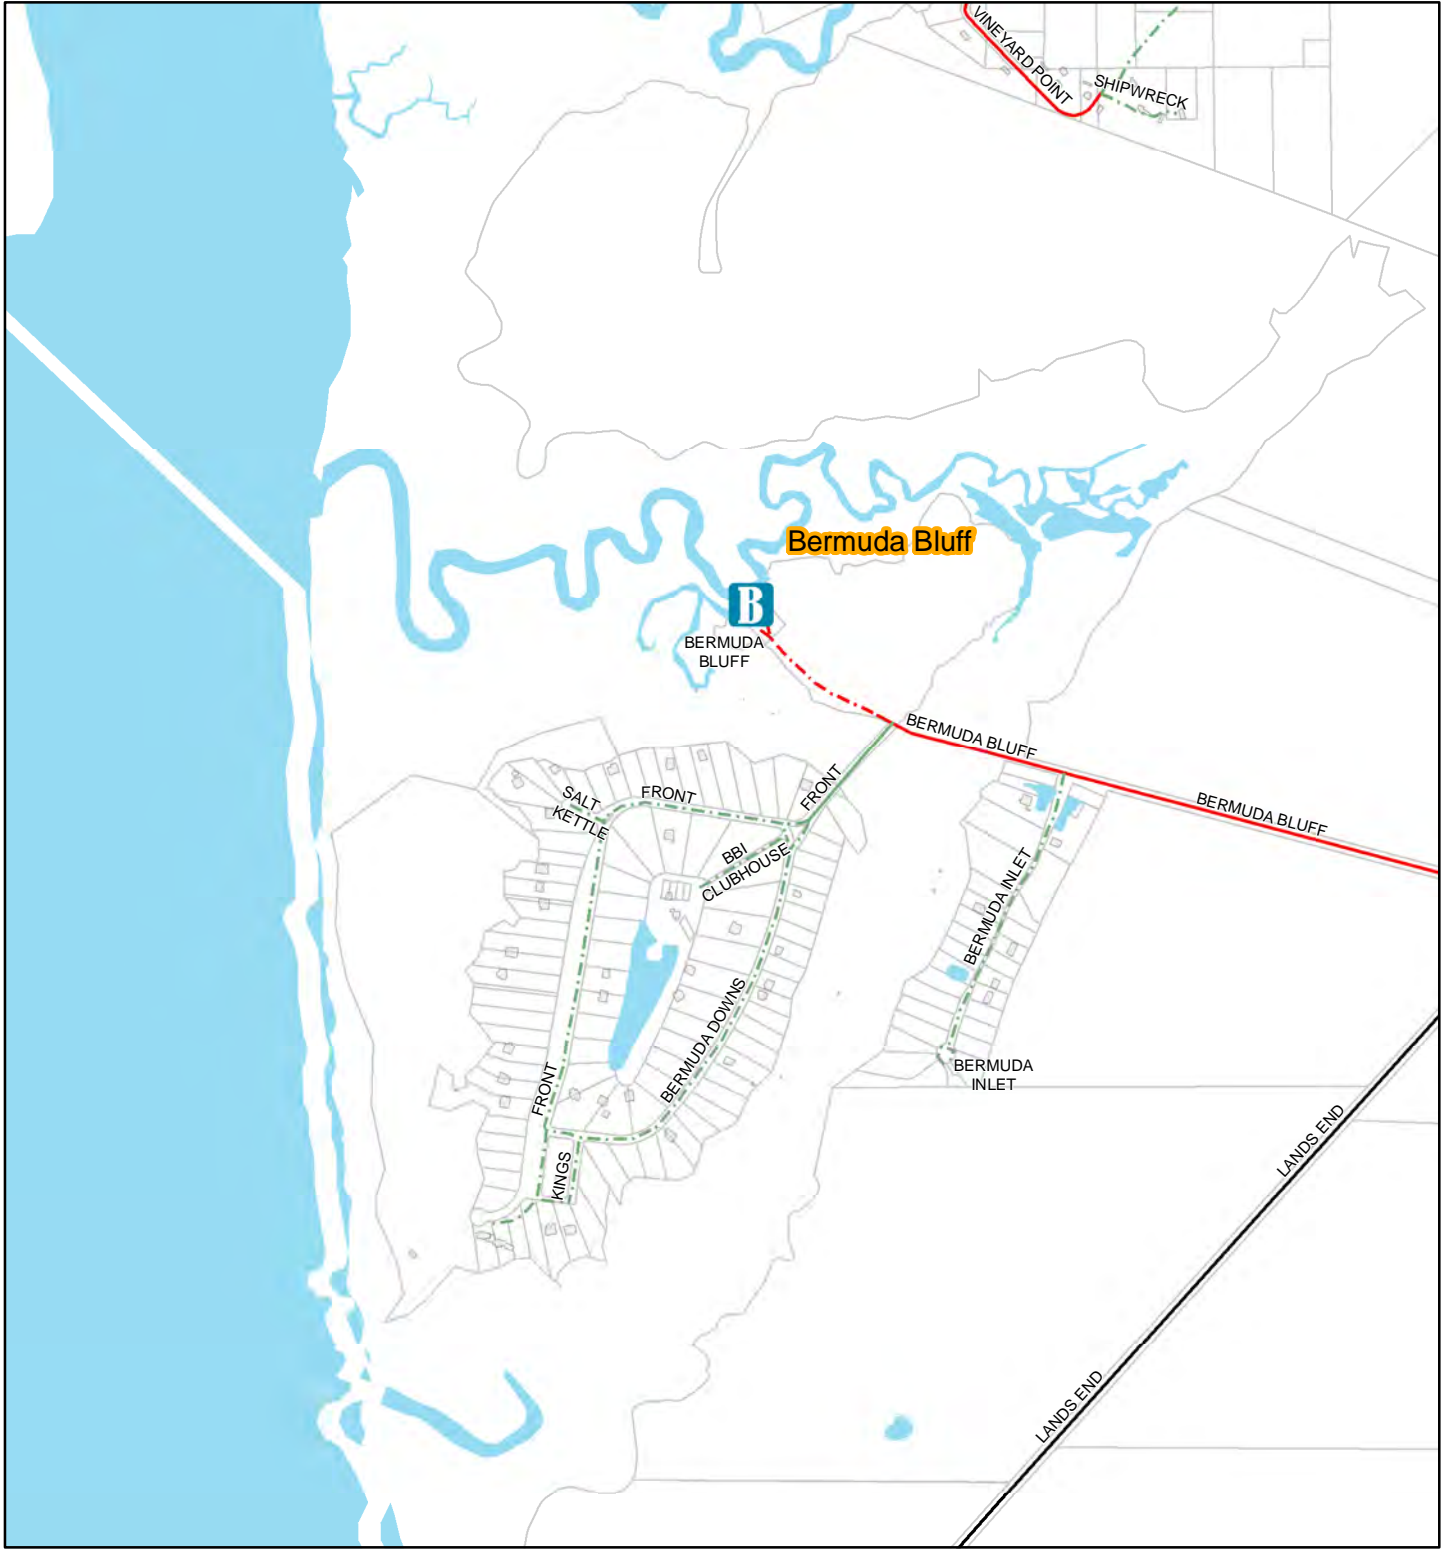 VINEYARD POINT
SHIPWRECK
Bermuda Bluff
B
BERMUDA
BLUFF
BERMUDA BLUFF
BERMUDA BLUFF
FRONT
FRONT
SALT
KETTLE
BBI
CLUBHOUSE
BERMUDA INLET
BERMUDA DOWNS
FRONT
BERMUDA
INLET
KINGS
LANDS END
LANDS END